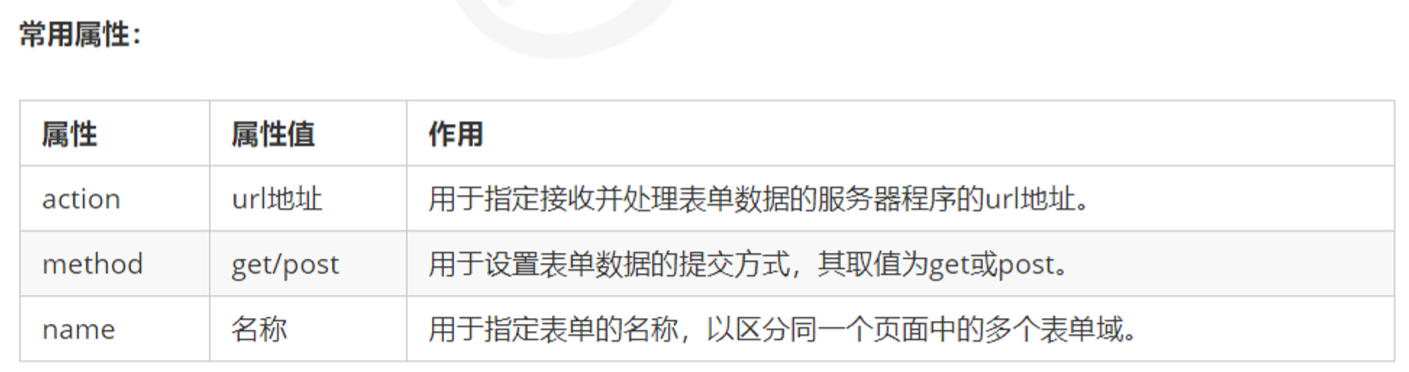 常用属性：
属性 属性值 作用
action url地址 用于指定接收并处理表单数据的服务器程序的url地址。
method get/post 用于设置表单数据的提交方式，其取值为get或post。
name 名称 用于指定表单的名称，以区分同一个页面中的多个表单域。